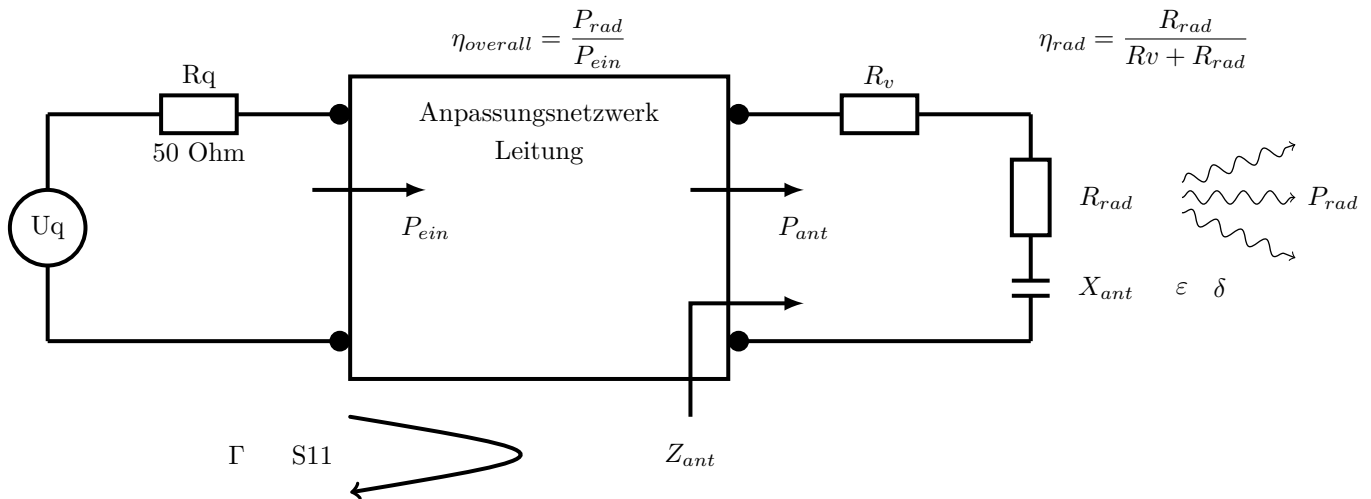 η_overall = P_rad / P_ein
η_rad = R_rad / (Rv + R_rad)
Rq
50 Ohm
Uq
Anpassungsnetzwerk
Leitung
R_v
P_ein
P_ant
R_rad
P_rad
X_ant ε δ
Γ S11
Z_ant